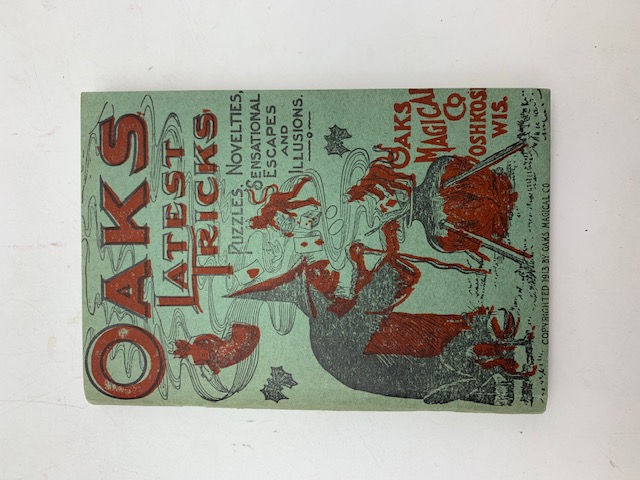 OAKS
LATEST
TRICKS,
PUZZLES, NOVELTIES,
SENSATIONAL
ESCAPES
AND
ILLUSIONS.
OAKS
MAGICAL
CO
OSHKOSH
WIS.
COPYRIGHTED 1913 BY OAKS MAGICAL CO